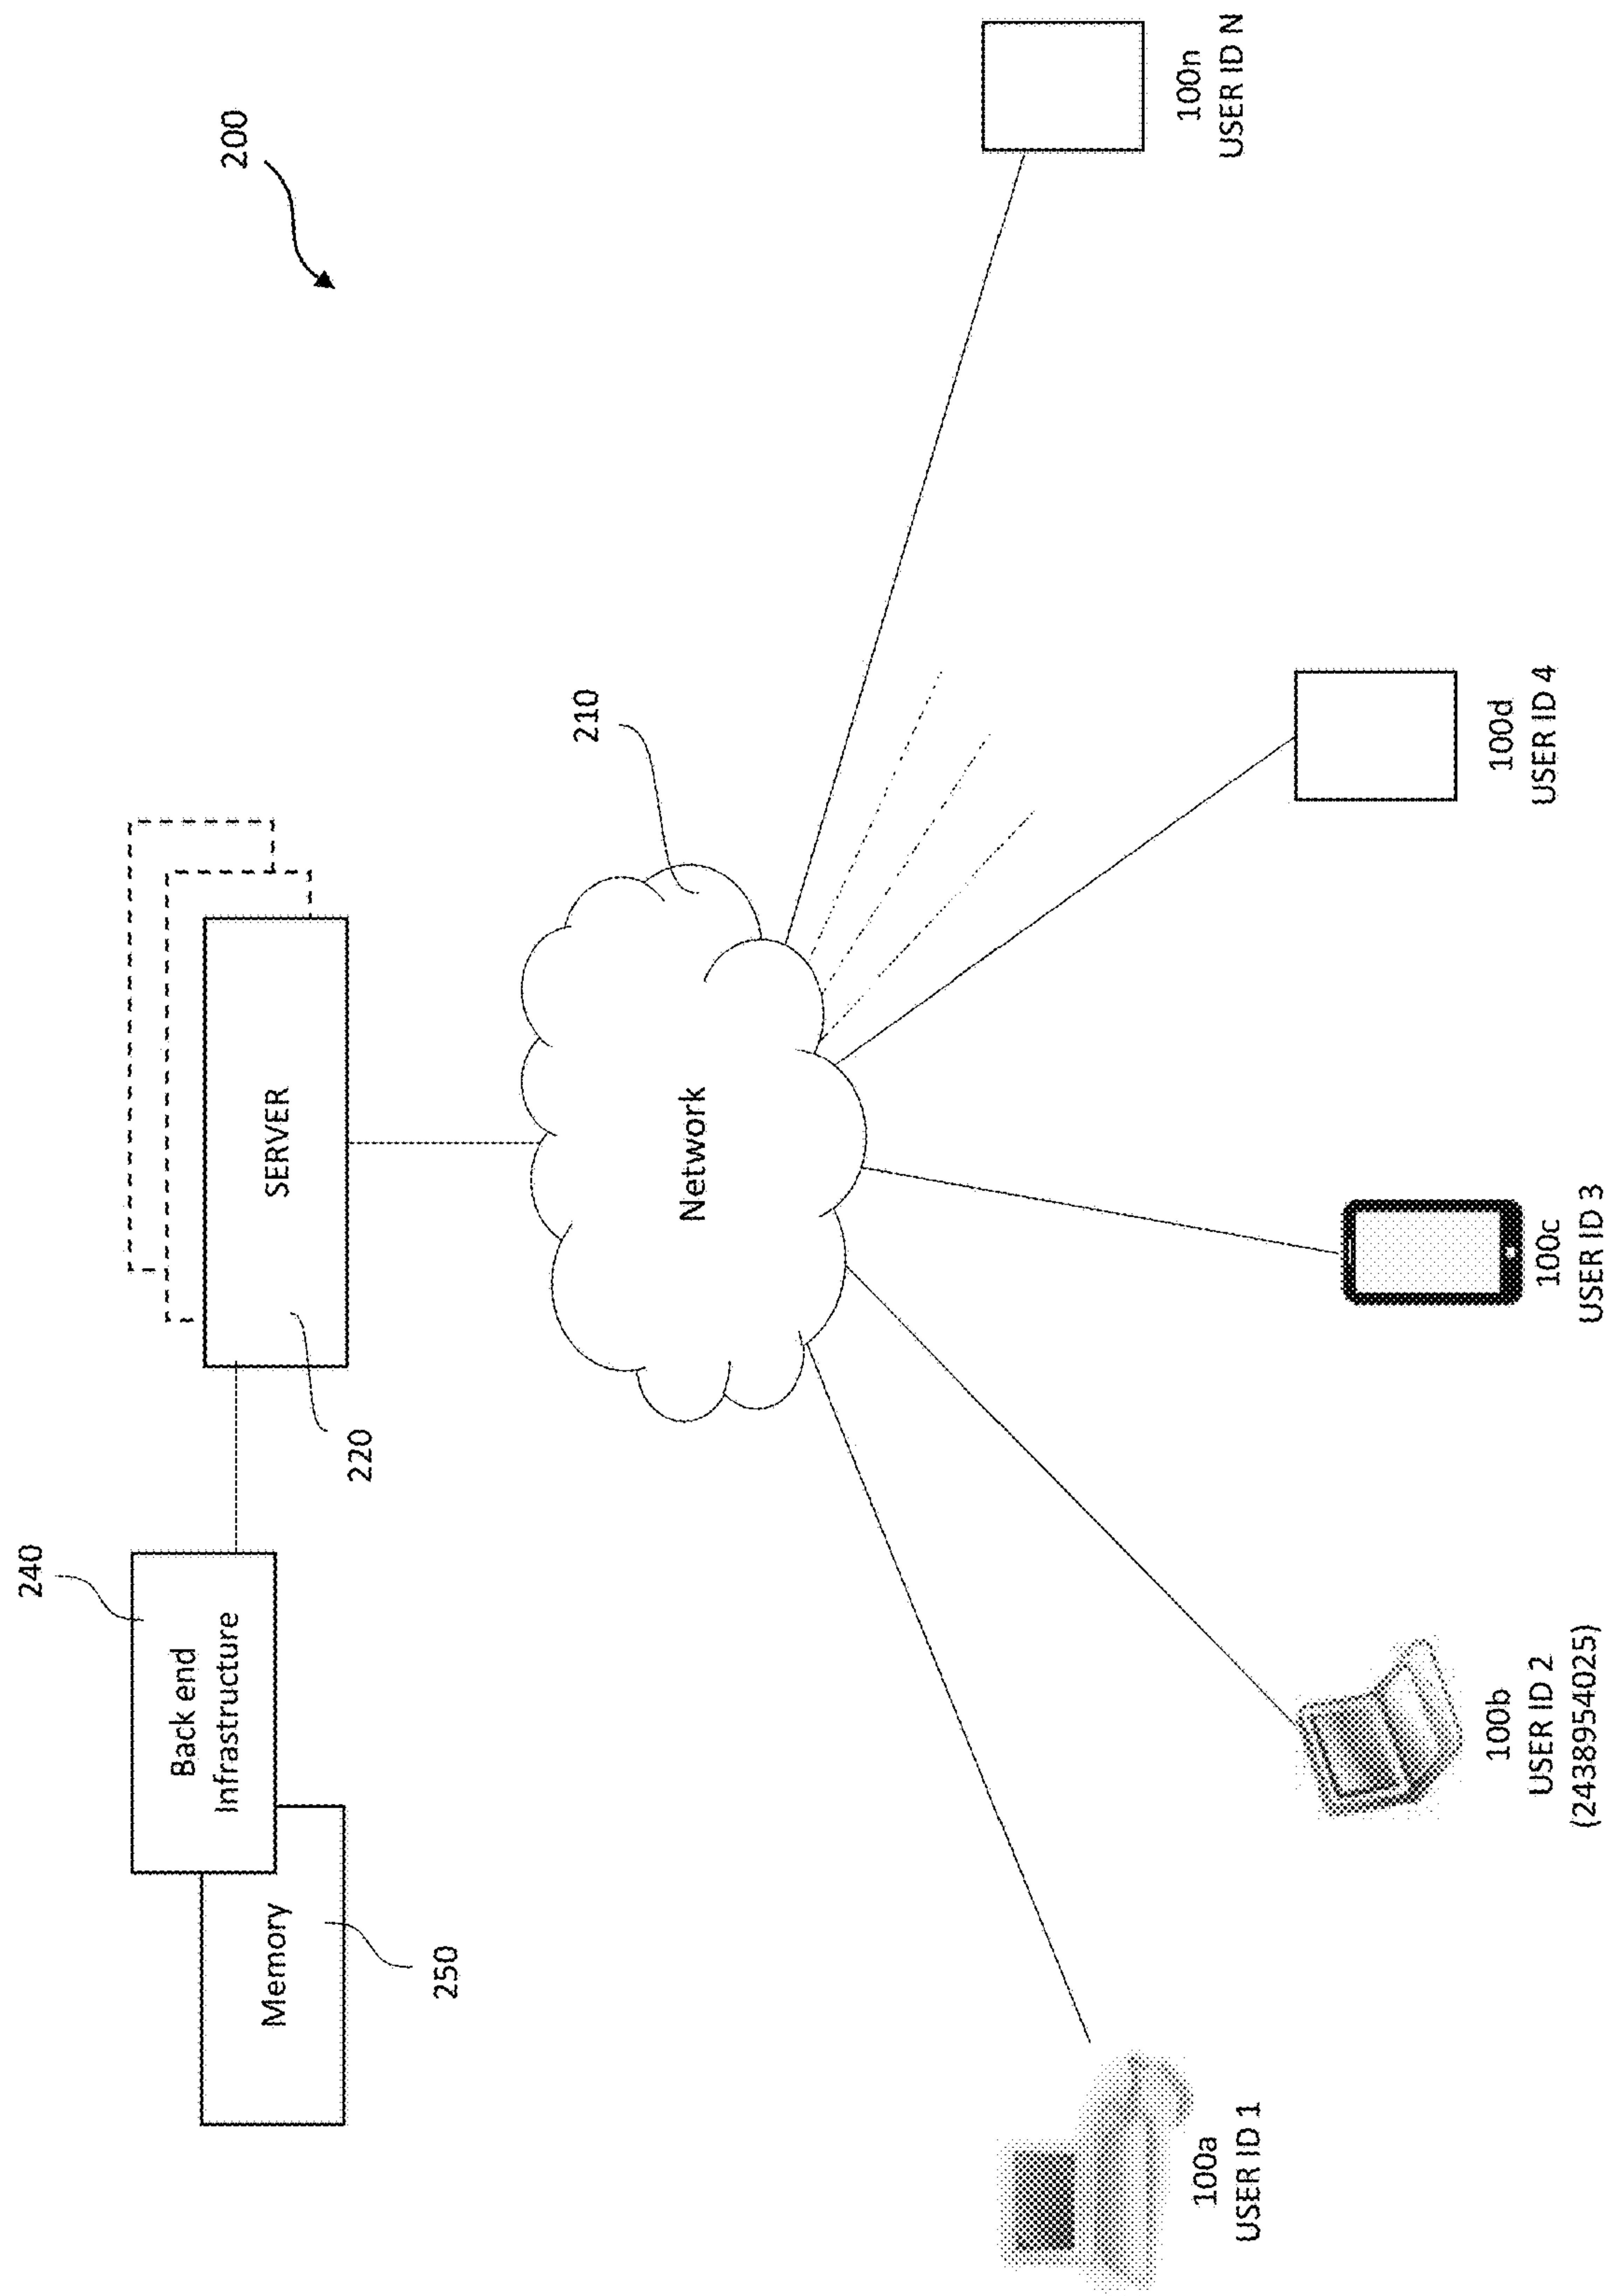 200
240
Back end
Infrastructure
Memory
250
SERVER
220
210
Network
100a
USER ID 1
100b
USER ID 2
(2438954025)
100c
USER ID 3
100d
USER ID 4
100n
USER ID N